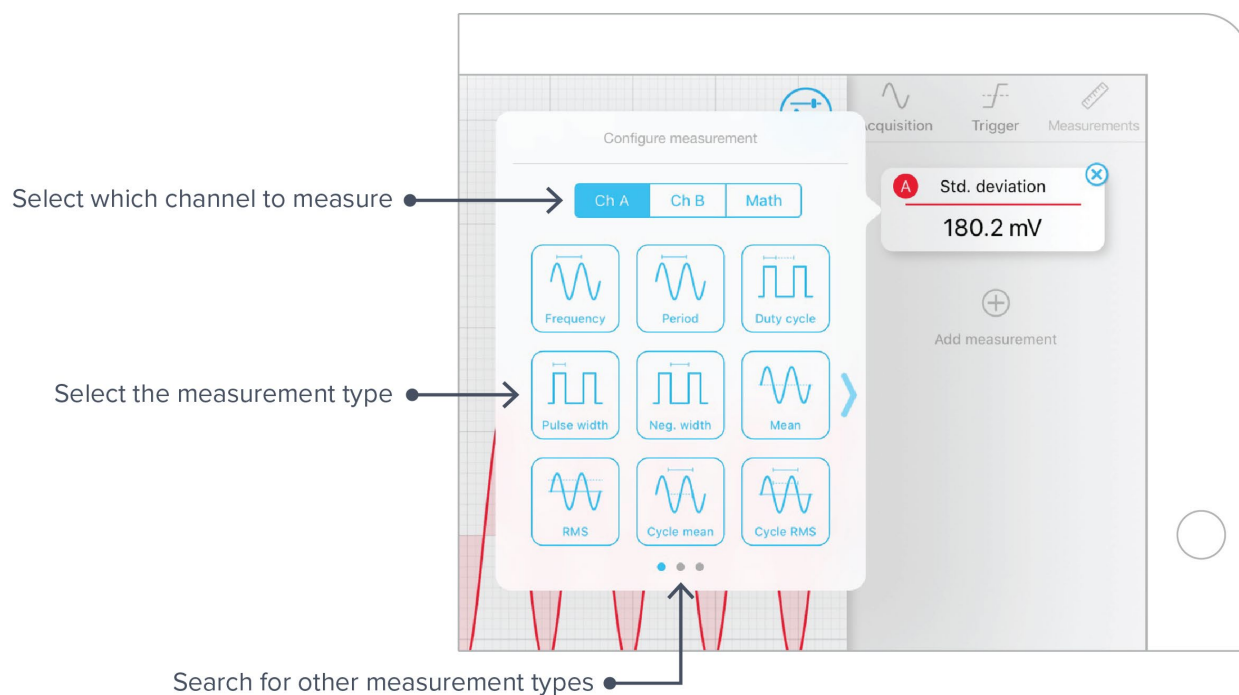 Acquisition
Trigger
Measurements
Configure measurement
Select which channel to measure
Ch A
Ch B
Math
A
Std. deviation
180.2 mV
Frequency
Period
Duty cycle
Add measurement
Select the measurement type
Pulse width
Neg. width
Mean
RMS
Cycle mean
Cycle RMS
Search for other measurement types